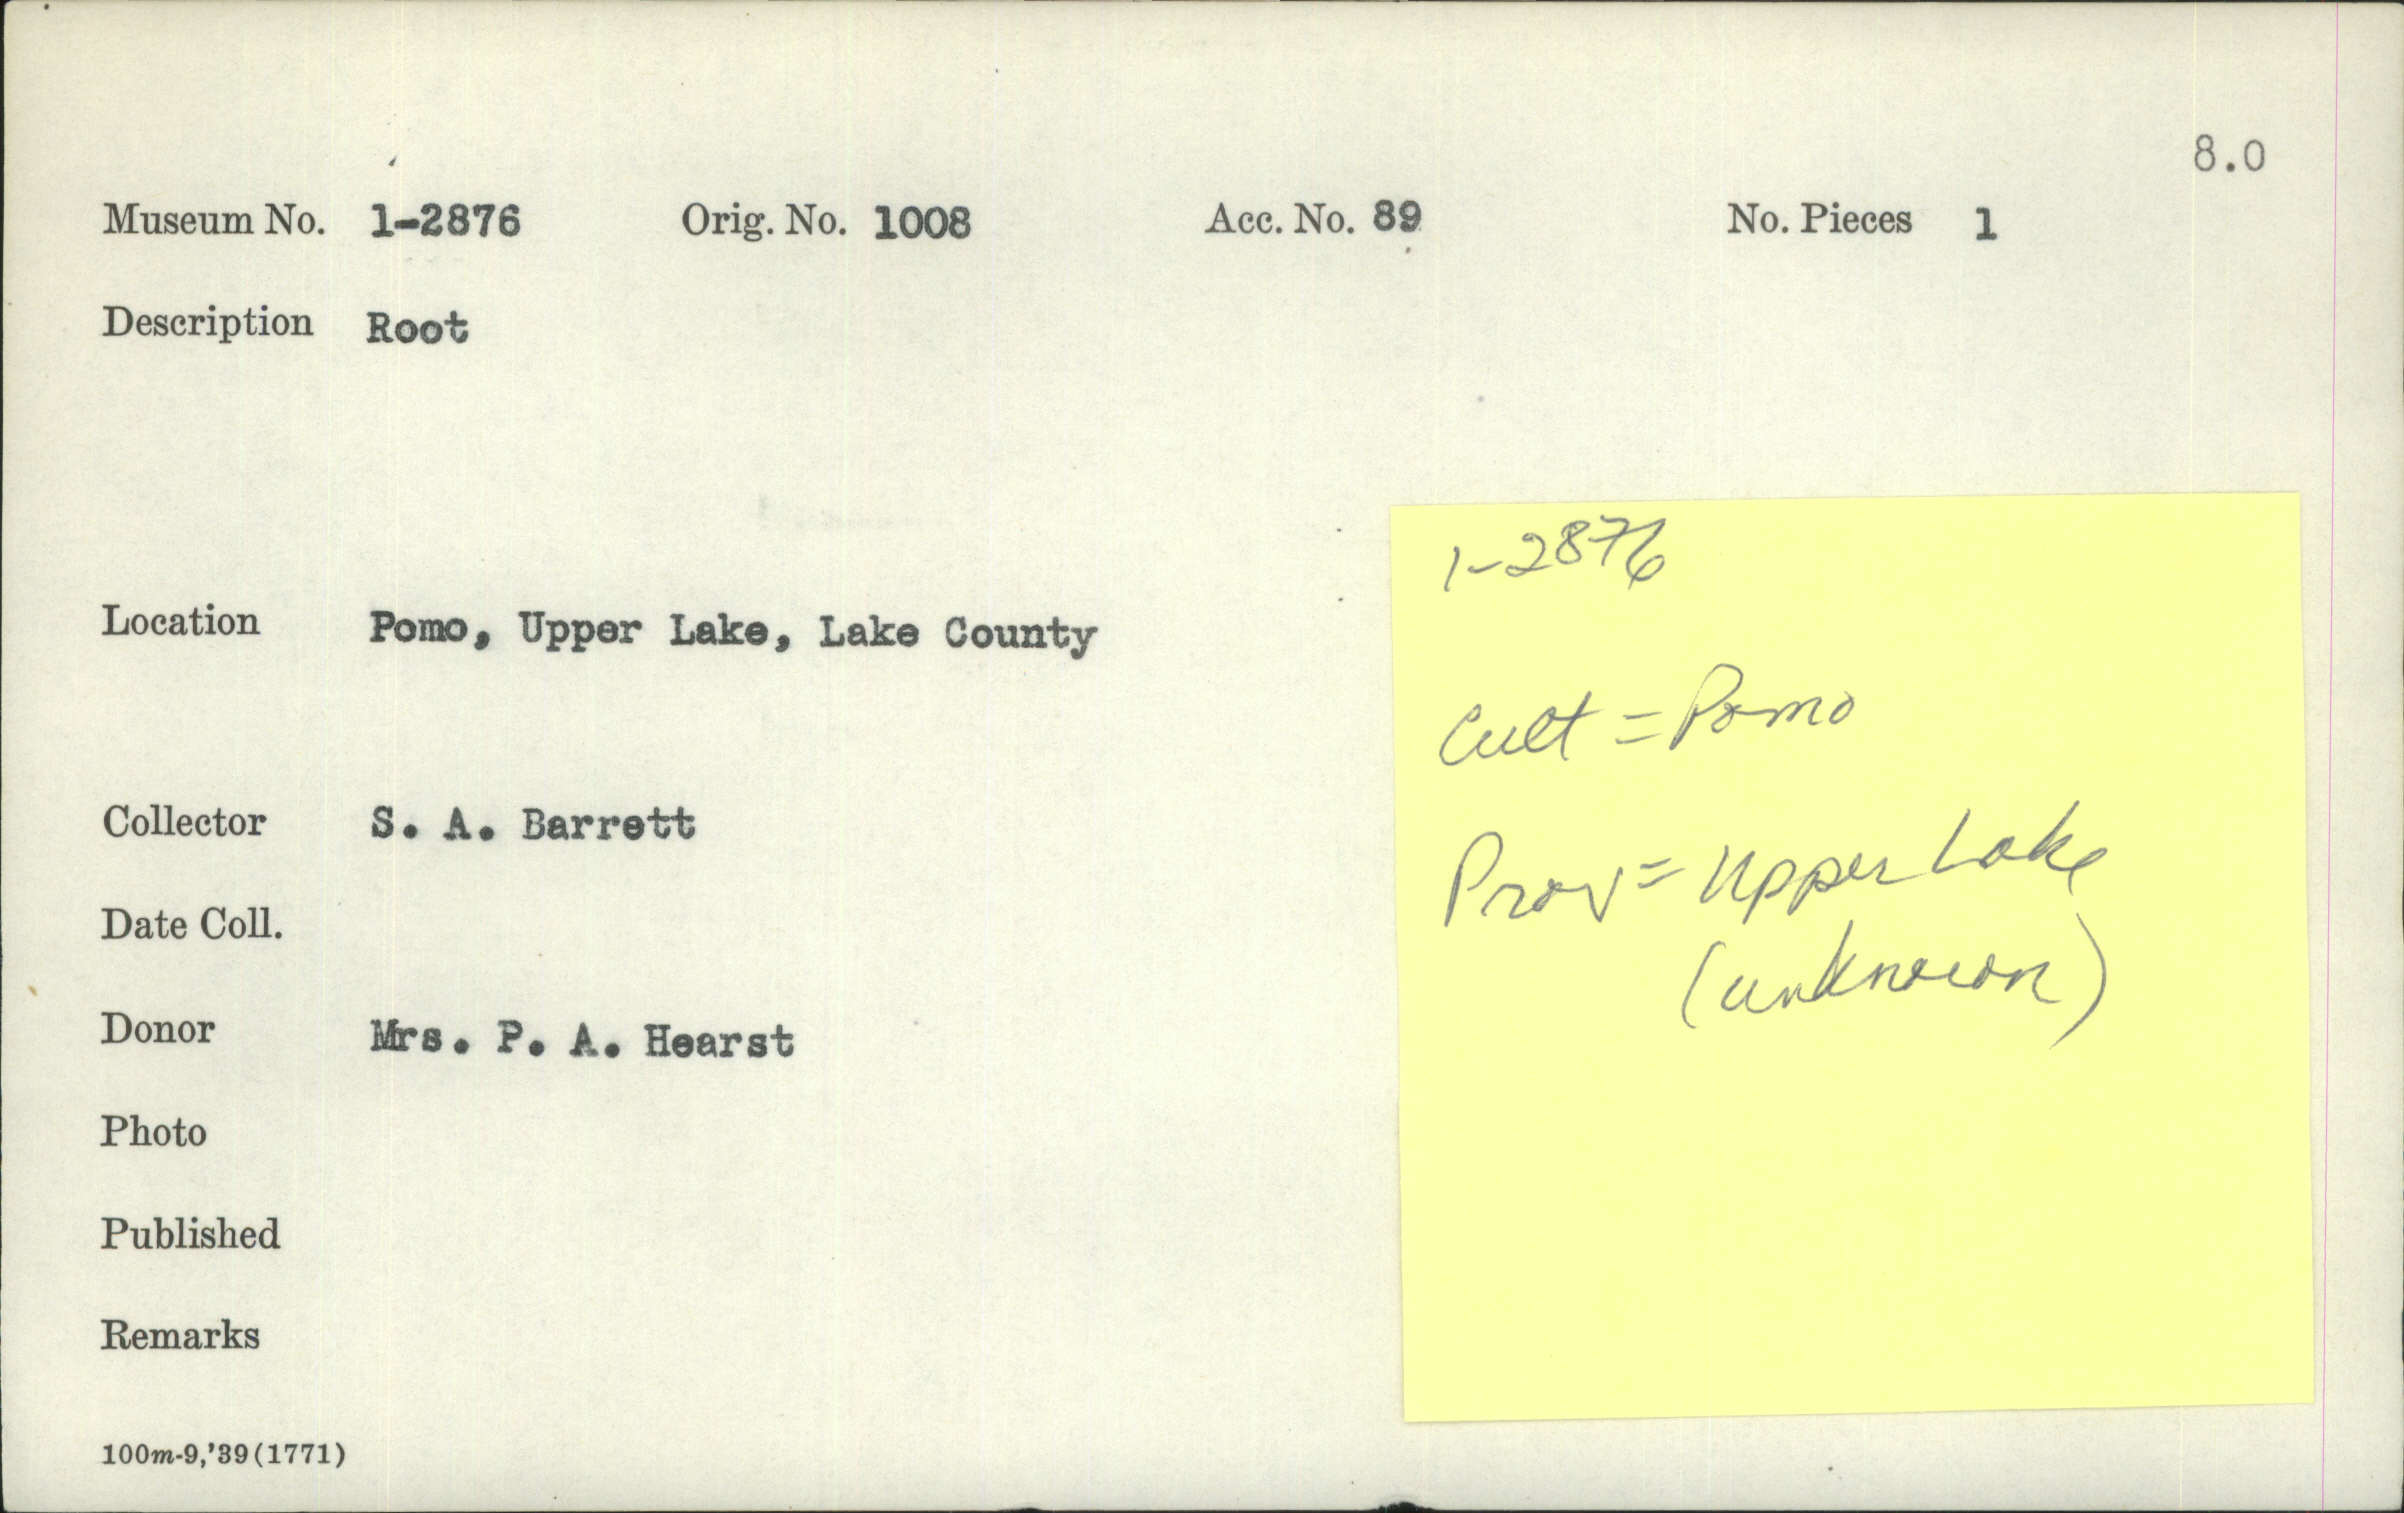 8.0
Museum No. 1-2876 Orig. No. 1008 Acc. No. 89 No. Pieces 1
Description Root
Location Pomo, Upper Lake, Lake County
Collector S. A. Barrett
Date Coll.
Donor Mrs. P. A. Hearst
Photo
Published
Remarks
100m-9,'39(1771)
1-2876
Cult = Pomo
Prov = Upper Lake
(unknown)